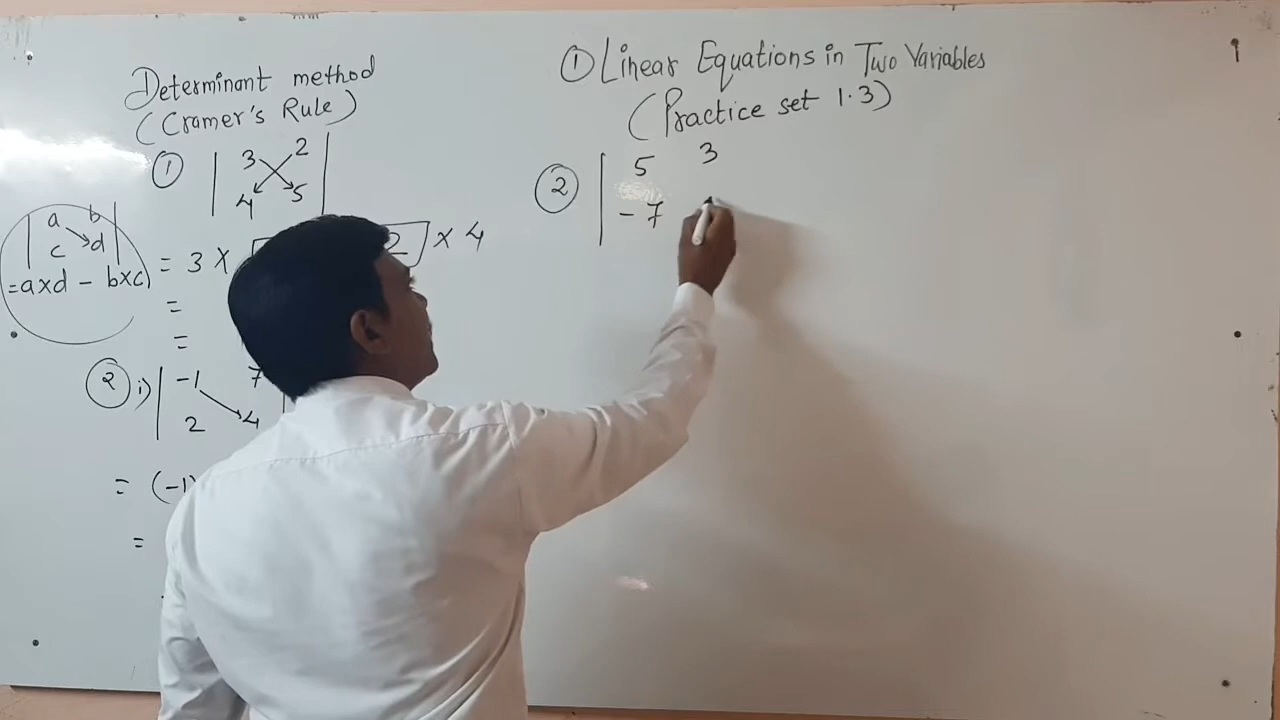 Determinant method
(Cramer's Rule)
① | 3 2 |
4 5
| a b |
c d
= axd - bxc
= 3 x 2 x 4
=
=
② i) | -1 7
2 4
= (-1)
=
① Linear Equations in Two Variables
(Practice set 1.3)
② | 5 3
-7